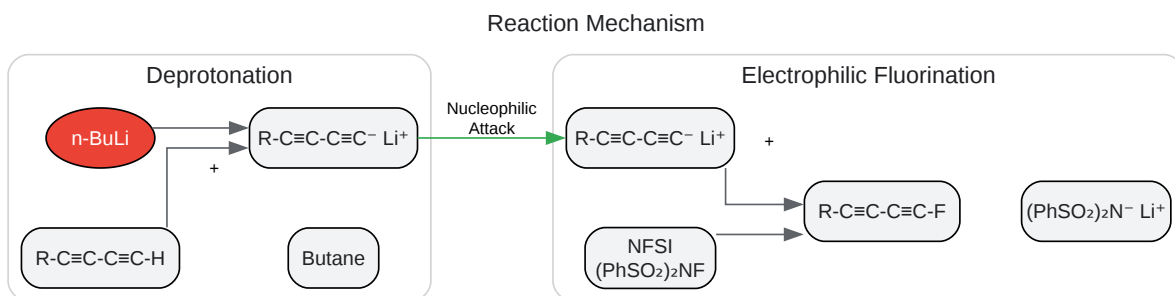 Reaction Mechanism
Deprotonation
n-BuLi
R-C≡C-C≡C⁻ Li⁺
+
R-C≡C-C≡C-H
Butane
Nucleophilic
Attack
Electrophilic Fluorination
R-C≡C-C≡C⁻ Li⁺
+
NFSI
(PhSO₂)₂NF
R-C≡C-C≡C-F
(PhSO₂)₂N⁻ Li⁺